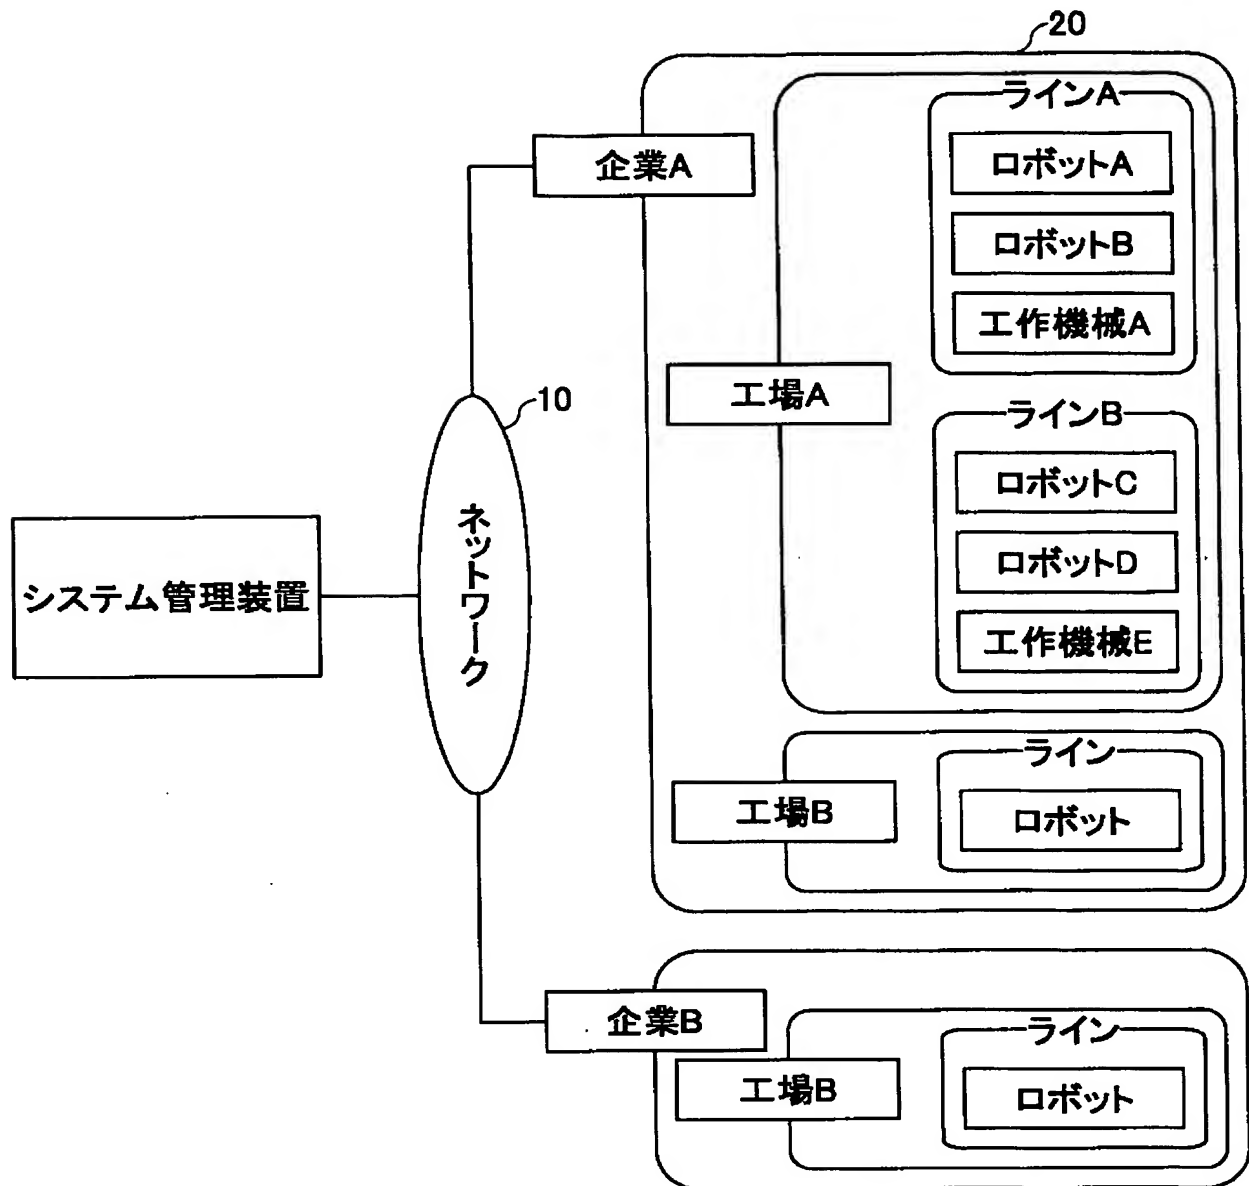 20
ラインA
企業A
ロボットA
ロボットB
工作機械A
工場A
10
ラインB
ロボットC
ネットワーク
ロボットD
システム管理装置
工作機械E
ライン
工場B
ロボット
企業B
ライン
工場B
ロボット